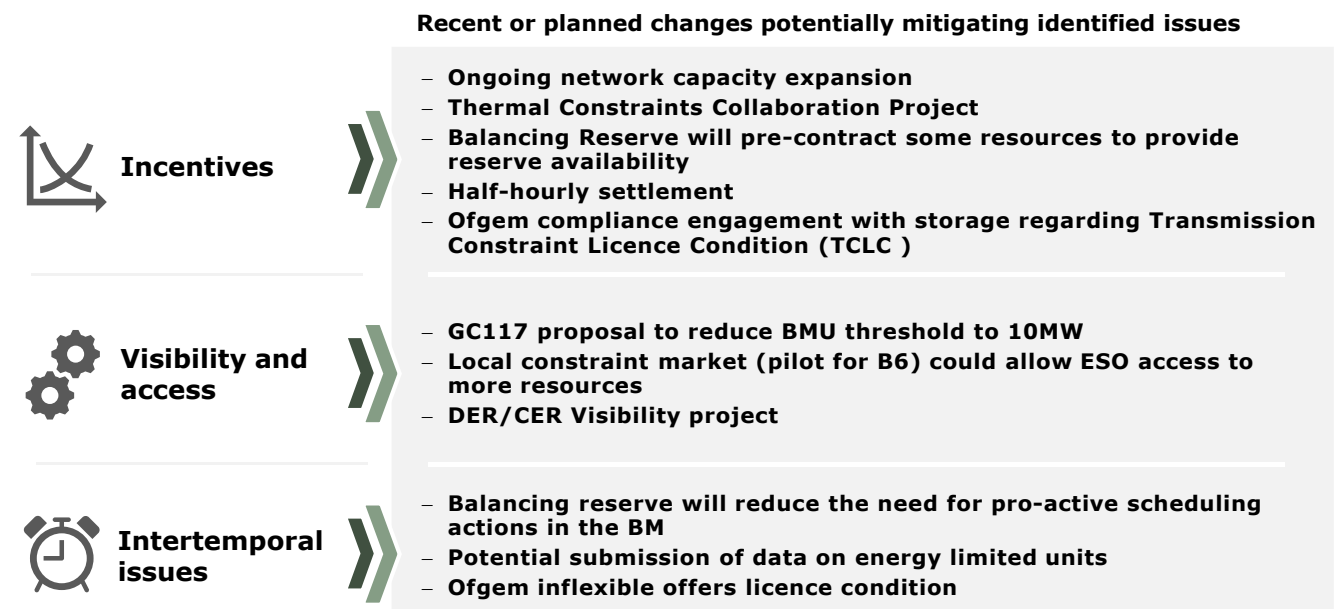 Recent or planned changes potentially mitigating identified issues
Incentives
– Ongoing network capacity expansion
– Thermal Constraints Collaboration Project
– Balancing Reserve will pre-contract some resources to provide
reserve availability
– Half-hourly settlement
– Ofgem compliance engagement with storage regarding Transmission
Constraint Licence Condition (TCLC )
Visibility and
access
– GC117 proposal to reduce BMU threshold to 10MW
– Local constraint market (pilot for B6) could allow ESO access to
more resources
– DER/CER Visibility project
Intertemporal
issues
– Balancing reserve will reduce the need for pro-active scheduling
actions in the BM
– Potential submission of data on energy limited units
– Ofgem inflexible offers licence condition